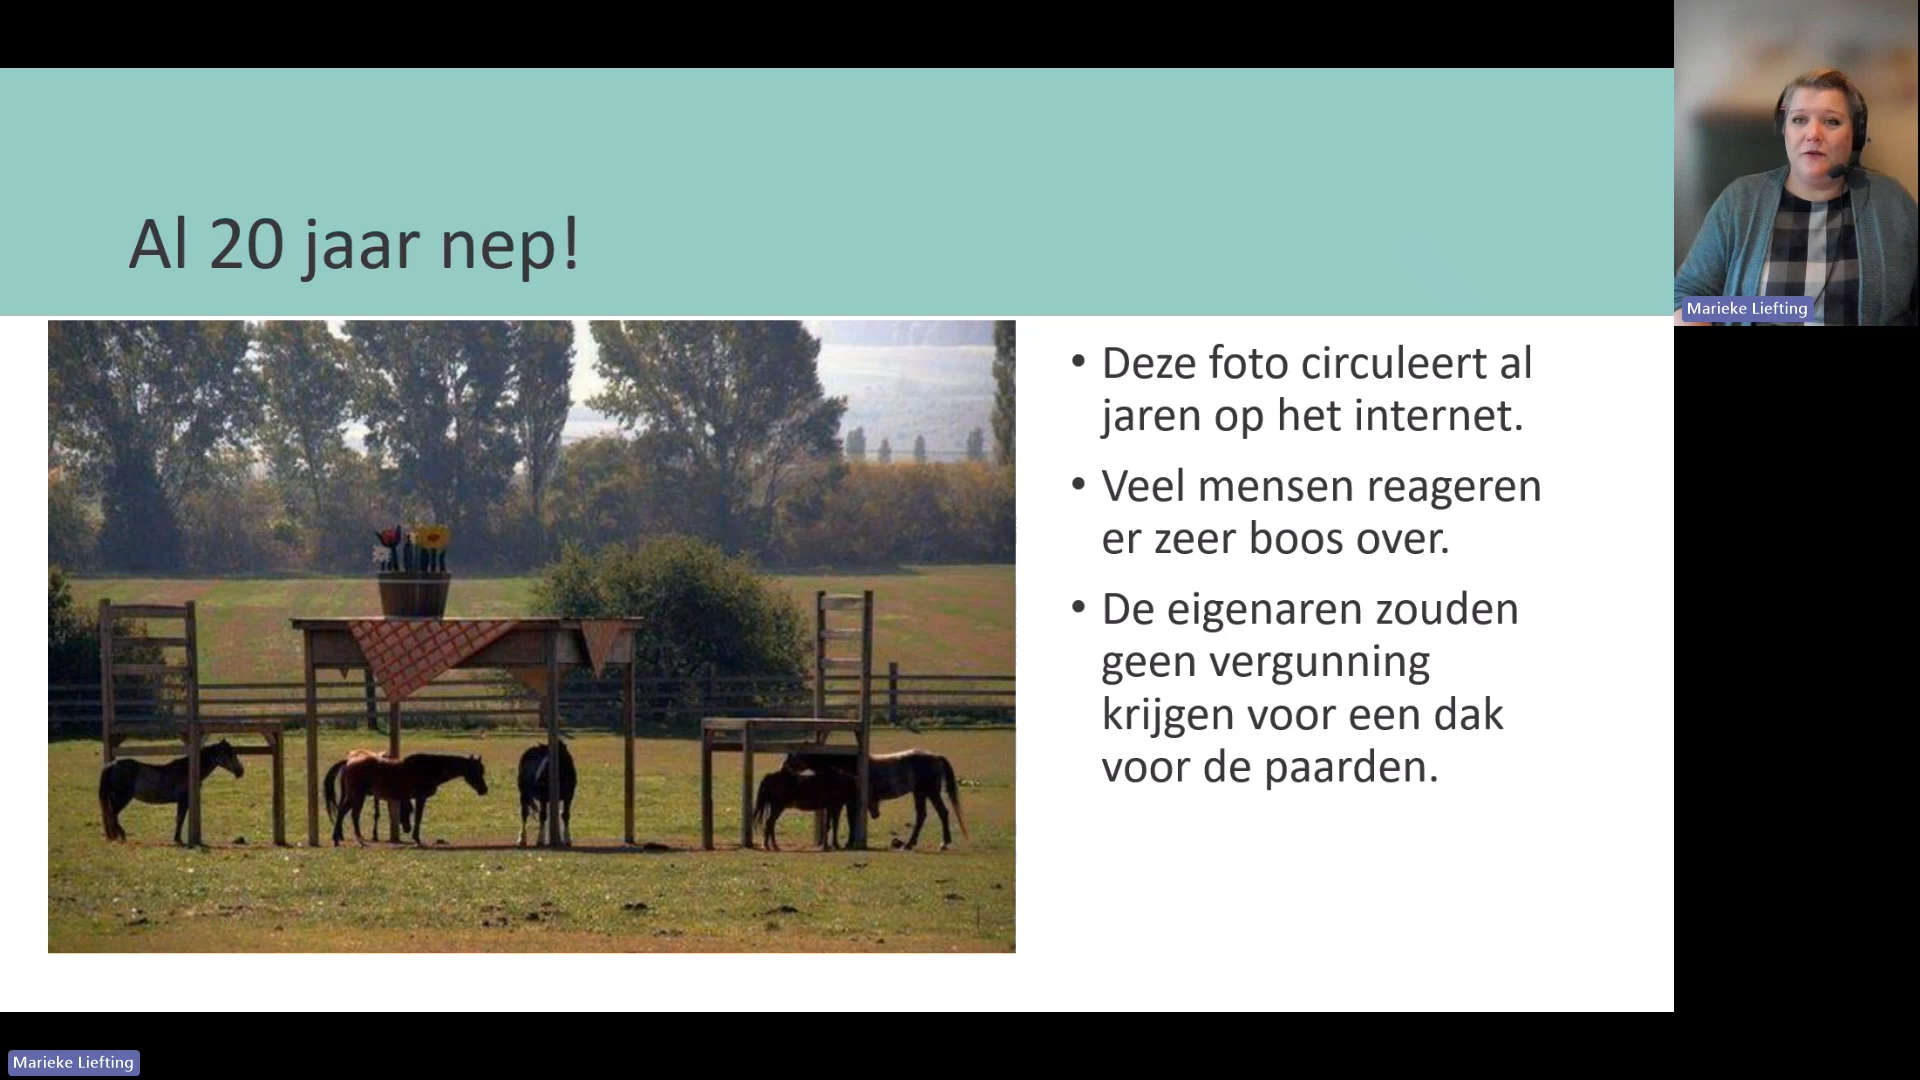 Al 20 jaar nep!
• Deze foto circuleert al
jaren op het internet.
• Veel mensen reageren
er zeer boos over.
• De eigenaren zouden
geen vergunning
krijgen voor een dak
voor de paarden.
Marieke Liefting
Marieke Liefting